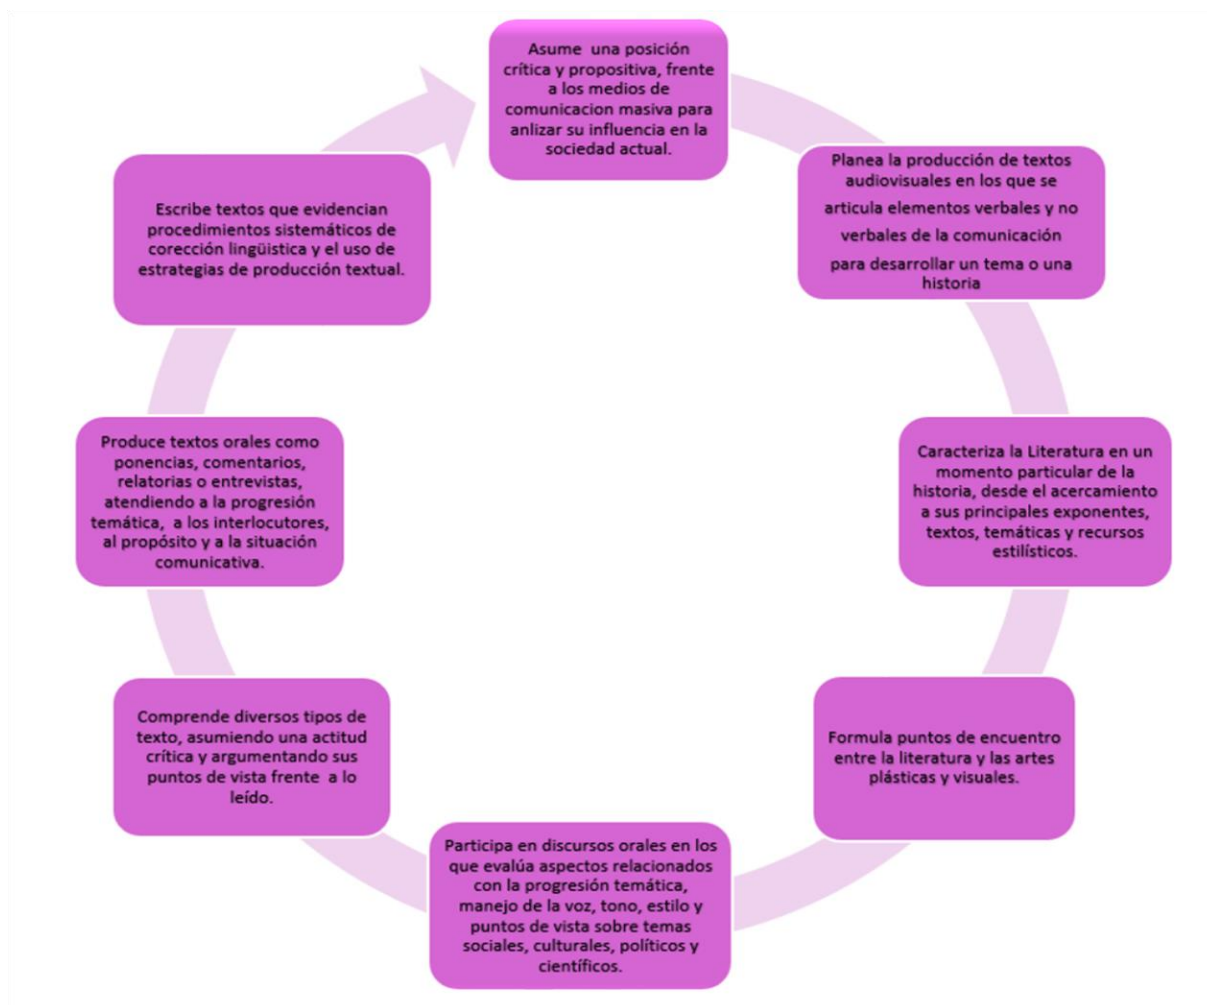 Asume una posición
crítica y propositiva, frente
a los medios de
comunicacion masiva para
anlizar su influencia en la
sociedad actual.
Planea la producción de textos
audiovisuales en los que se
articula elementos verbales y no
verbales de la comunicación
para desarrollar un tema o una
historia
Caracteriza la Literatura en un
momento particular de la
historia, desde el acercamiento
a sus principales exponentes,
textos, temáticas y recursos
estilísticos.
Formula puntos de encuentro
entre la literatura y las artes
plásticas y visuales.
Participa en discursos orales en los
que evalúa aspectos relacionados
con la progresión temática,
manejo de la voz, tono, estilo y
puntos de vista sobre temas
sociales, culturales, políticos y
científicos.
Comprende diversos tipos de
texto, asumiendo una actitud
crítica y argumentando sus
puntos de vista frente a lo
leído.
Produce textos orales como
ponencias, comentarios,
relatorias o entrevistas,
atendiendo a la progresión
temática, a los interlocutores,
al propósito y a la situación
comunicativa.
Escribe textos que evidencian
procedimientos sistemáticos de
corección lingüistica y el uso de
estrategias de producción textual.